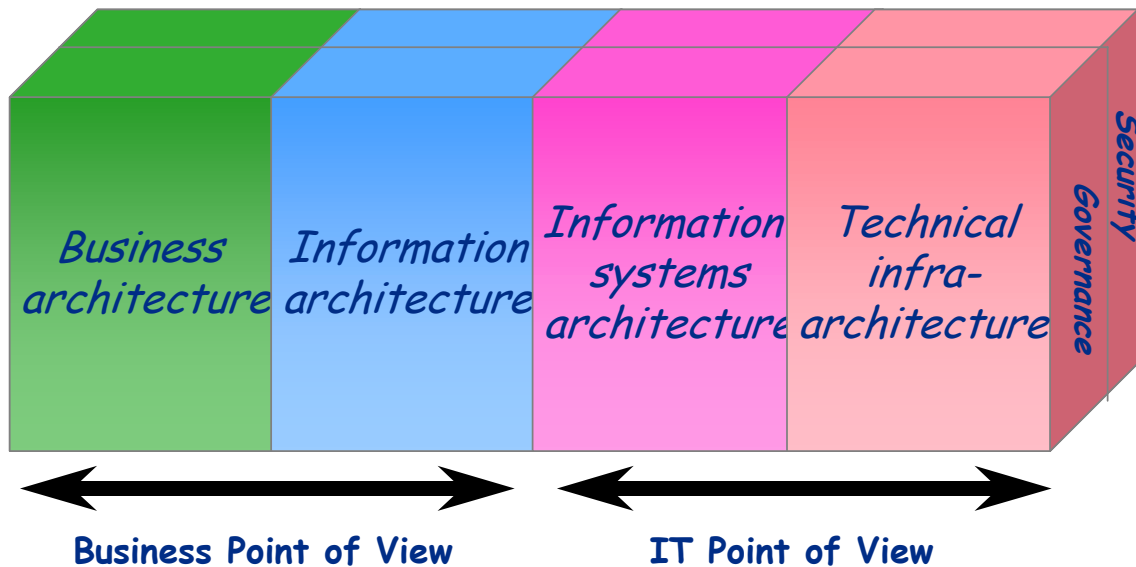 Business
architecture
Information
architecture
Information
systems
architecture
Technical
infra-
architecture
Governance
Security
Business Point of View
IT Point of View